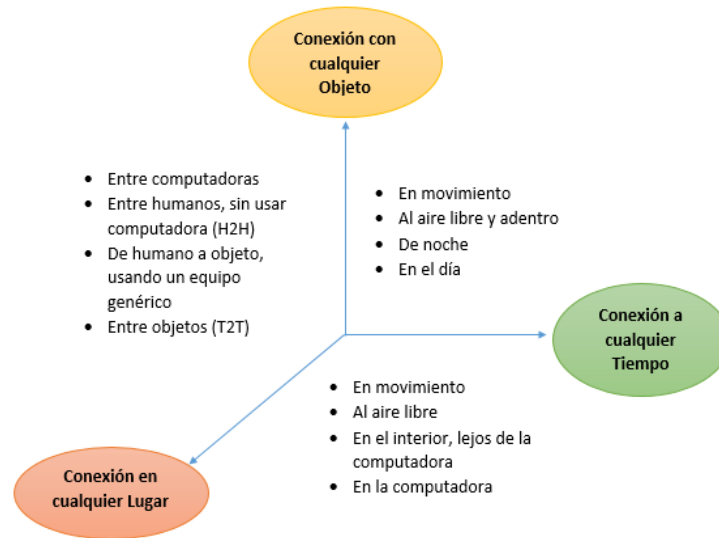 Conexión con
cualquier
Objeto
• Entre computadoras
• Entre humanos, sin usar
computadora (H2H)
• De humano a objeto,
usando un equipo
genérico
• Entre objetos (T2T)
• En movimiento
• Al aire libre y adentro
• De noche
• En el día
Conexión a
cualquier
Tiempo
• En movimiento
• Al aire libre
• En el interior, lejos de la
computadora
• En la computadora
Conexión en
cualquier Lugar